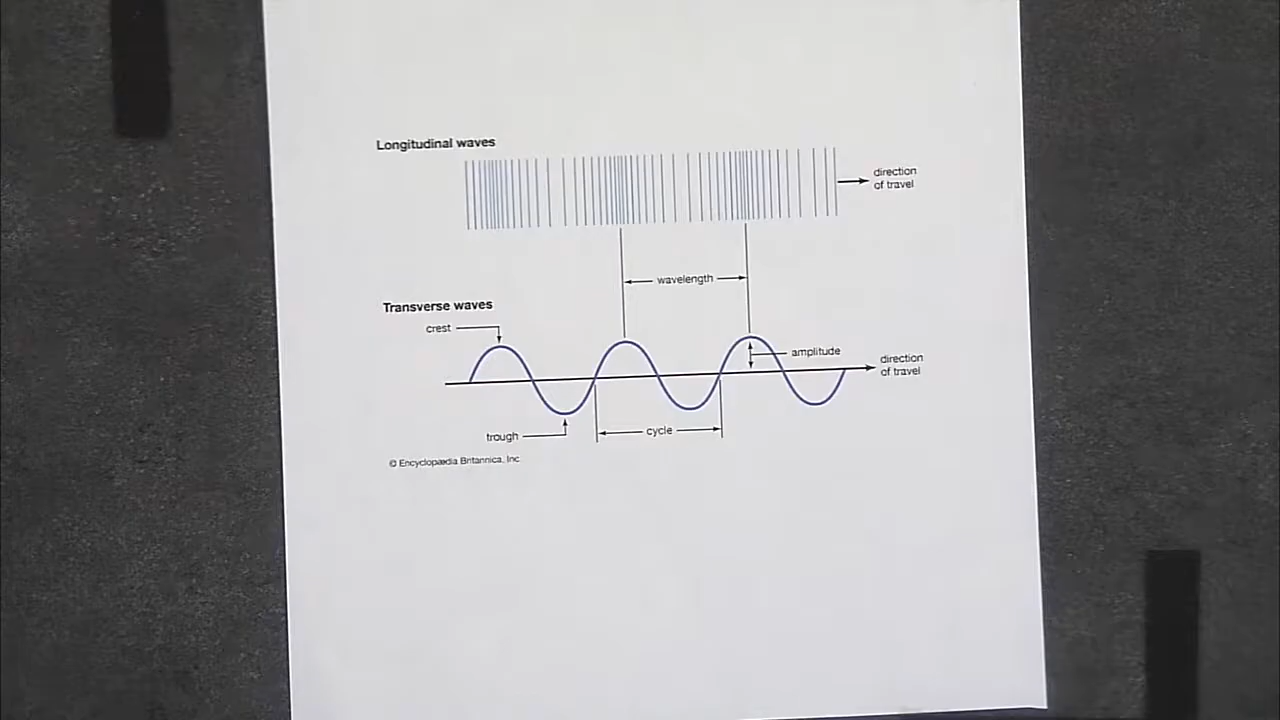 Longitudinal waves
direction
of travel
wavelength
Transverse waves
crest
amplitude
direction
of travel
trough
cycle
© Encyclopædia Britannica, Inc